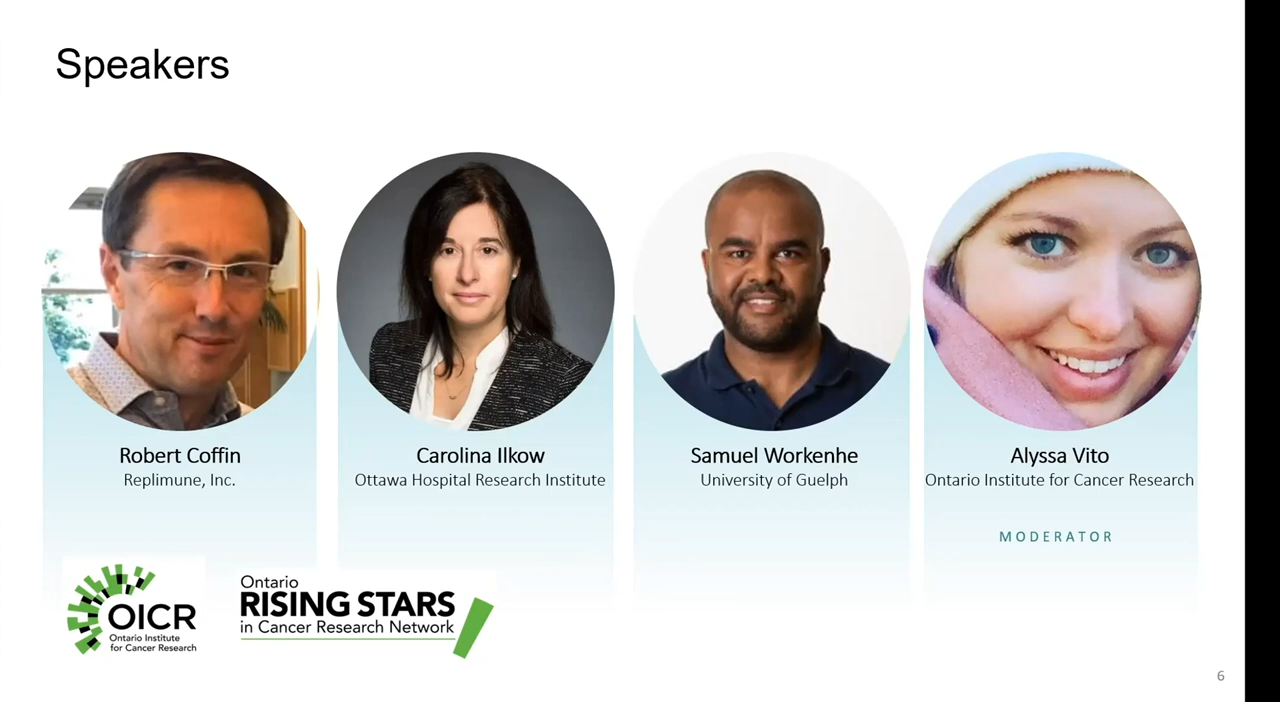 Speakers
Robert Coffin
Replimune, Inc.
Carolina Ilkow
Ottawa Hospital Research Institute
Samuel Workenhe
University of Guelph
Alyssa Vito
Ontario Institute for Cancer Research
MODERATOR
OICR
Ontario Institute
for Cancer Research
Ontario
RISING STARS
in Cancer Research Network
6